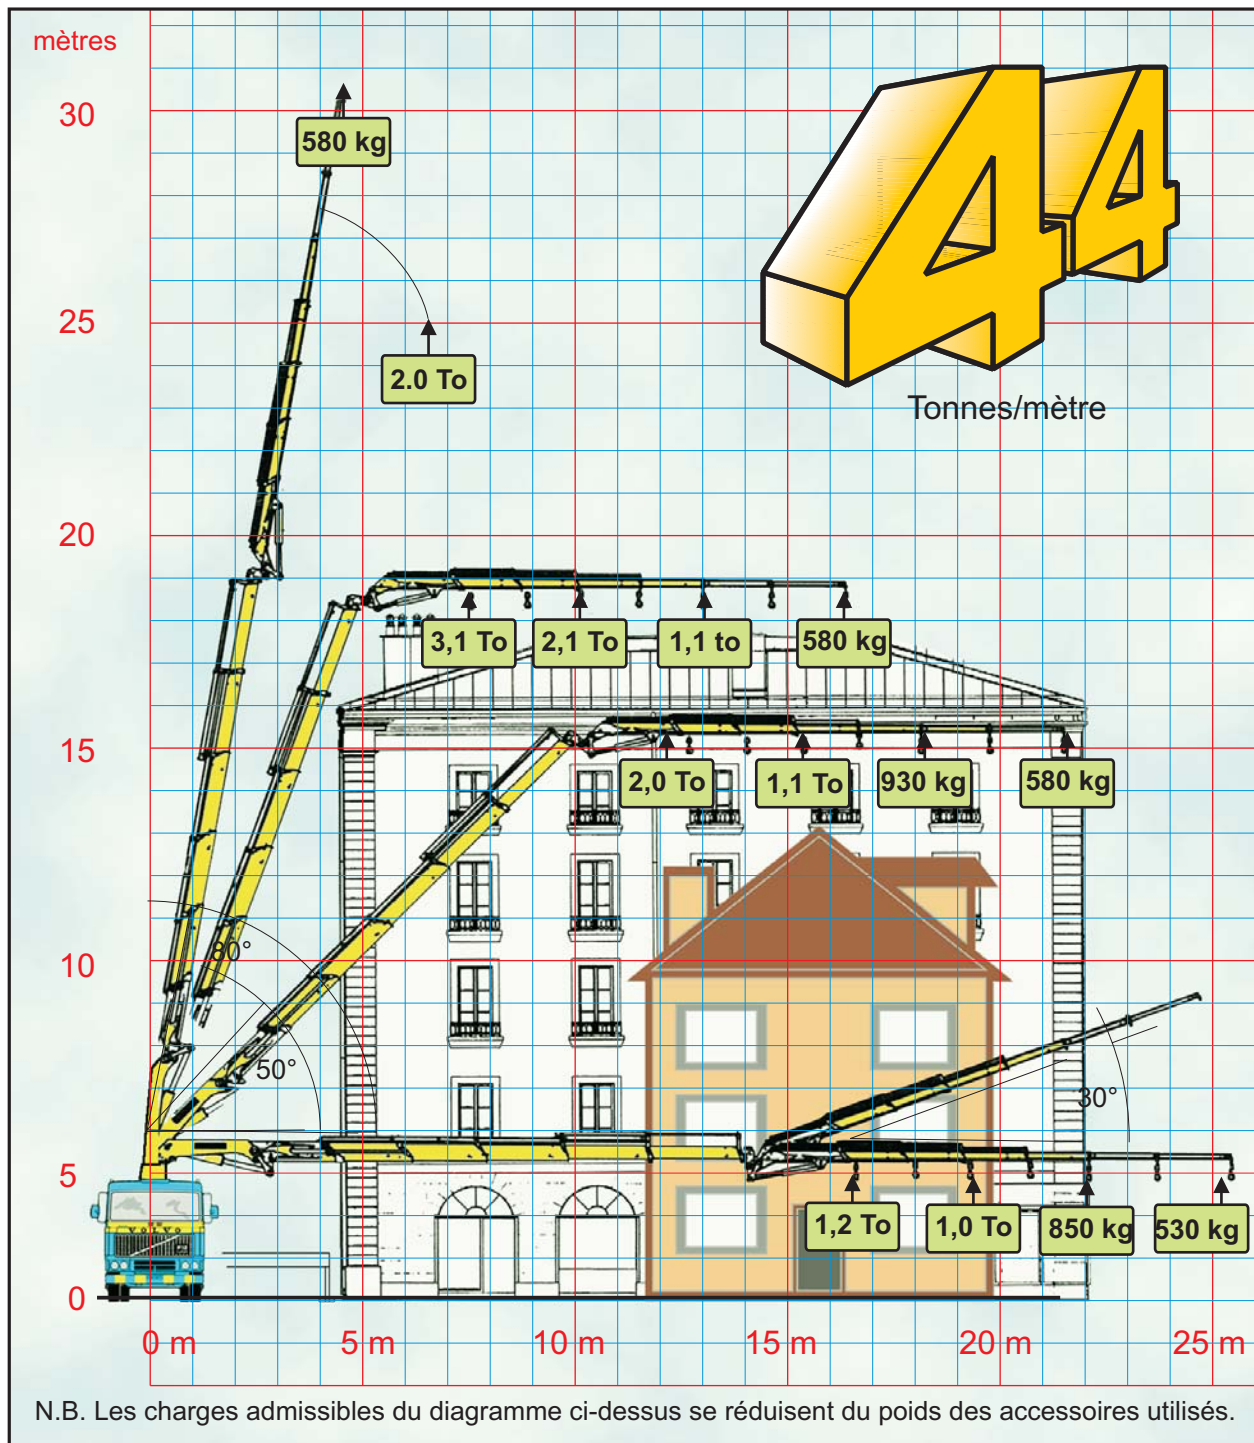 mètres
30
580 kg
44
25
2.0 To
Tonnes/mètre
20
3,1 To
2,1 To
1,1 to
580 kg
15
2,0 To
1,1 To
930 kg
580 kg
10
80°
50°
30°
5
1,2 To
1,0 To
850 kg
530 kg
VOLVO
0
0 m
5 m
10 m
15 m
20 m
25 m
N.B. Les charges admissibles du diagramme ci-dessus se réduisent du poids des accessoires utilisés.